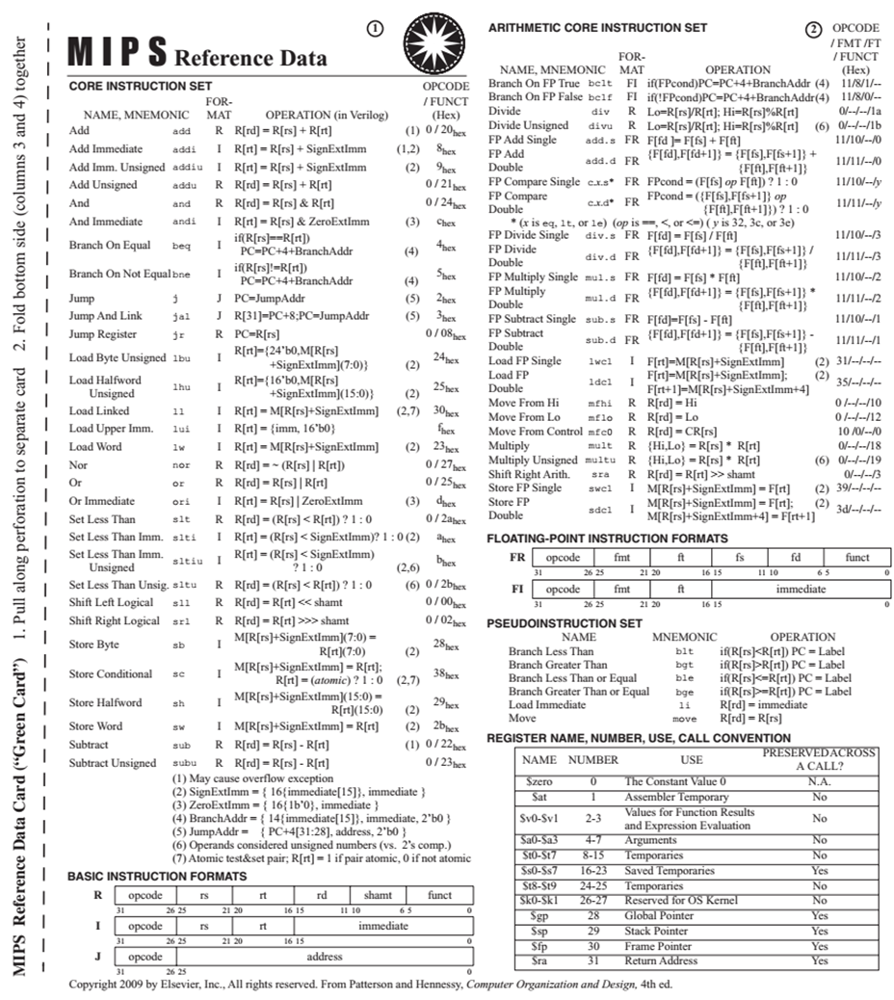 MIPS Reference Data Card ("Green Card") 1. Pull along perforation to separate card 2. Fold bottom side (columns 3 and 4) together
MIPS Reference Data
①
CORE INSTRUCTION SET
OPCODE
/ FUNCT
(Hex)
NAME, MNEMONIC FOR-MAT OPERATION (in Verilog)
Add add R R[rd] = R[rs] + R[rt] (1) 0 / 20hex
Add Immediate addi I R[rt] = R[rs] + SignExtImm (1,2) 8hex
Add Imm. Unsigned addiu I R[rt] = R[rs] + SignExtImm (2) 9hex
Add Unsigned addu R R[rd] = R[rs] + R[rt] 0 / 21hex
And and R R[rd] = R[rs] & R[rt] 0 / 24hex
And Immediate andi I R[rt] = R[rs] & ZeroExtImm (3) chex
Branch On Equal beq I if(R[rs]==R[rt])
PC=PC+4+BranchAddr (4) 4hex
Branch On Not Equal bne I if(R[rs]!=R[rt])
PC=PC+4+BranchAddr (4) 5hex
Jump j J PC=JumpAddr (5) 2hex
Jump And Link jal J R[31]=PC+8;PC=JumpAddr (5) 3hex
Jump Register jr R PC=R[rs] 0 / 08hex
Load Byte Unsigned lbu I R[rt]={24'b0,M[R[rs]
+SignExtImm](7:0)} (2) 24hex
Load Halfword
Unsigned lhu I R[rt]={16'b0,M[R[rs]
+SignExtImm](15:0)} (2) 25hex
Load Linked ll I R[rt] = M[R[rs]+SignExtImm] (2,7) 30hex
Load Upper Imm. lui I R[rt] = {imm, 16'b0} fhex
Load Word lw I R[rt] = M[R[rs]+SignExtImm] (2) 23hex
Nor nor R R[rd] = ~ (R[rs] | R[rt]) 0 / 27hex
Or or R R[rd] = R[rs] | R[rt] 0 / 25hex
Or Immediate ori I R[rt] = R[rs] | ZeroExtImm (3) dhex
Set Less Than slt R R[rd] = (R[rs] < R[rt]) ? 1 : 0 0 / 2ahex
Set Less Than Imm. slti I R[rt] = (R[rs] < SignExtImm)? 1 : 0 (2) ahex
Set Less Than Imm.
Unsigned sltiu I R[rt] = (R[rs] < SignExtImm)
? 1 : 0 (2,6) bhex
Set Less Than Unsig. sltu R R[rd] = (R[rs] < R[rt]) ? 1 : 0 (6) 0 / 2bhex
Shift Left Logical sll R R[rd] = R[rt] << shamt 0 / 00hex
Shift Right Logical srl R R[rd] = R[rt] >>> shamt 0 / 02hex
Store Byte sb I M[R[rs]+SignExtImm](7:0) =
R[rt](7:0) (2) 28hex
Store Conditional sc I M[R[rs]+SignExtImm] = R[rt];
R[rt] = (atomic) ? 1 : 0 (2,7) 38hex
Store Halfword sh I M[R[rs]+SignExtImm](15:0) =
R[rt](15:0) (2) 29hex
Store Word sw I M[R[rs]+SignExtImm] = R[rt] (2) 2bhex
Subtract sub R R[rd] = R[rs] - R[rt] (1) 0 / 22hex
Subtract Unsigned subu R R[rd] = R[rs] - R[rt] 0 / 23hex
(1) May cause overflow exception
(2) SignExtImm = { 16{immediate[15]}, immediate }
(3) ZeroExtImm = { 16{1b'0}, immediate }
(4) BranchAddr = { 14{immediate[15]}, immediate, 2'b0 }
(5) JumpAddr = { PC+4[31:28], address, 2'b0 }
(6) Operands considered unsigned numbers (vs. 2's comp.)
(7) Atomic test&set pair; R[rt] = 1 if pair atomic, 0 if not atomic
BASIC INSTRUCTION FORMATS
R opcode rs rt rd shamt funct
31 26 25 21 20 16 15 11 10 6 5 0
I opcode rs rt immediate
31 26 25 21 20 16 15 0
J opcode address
31 26 25 0
ARITHMETIC CORE INSTRUCTION SET
②
OPCODE
/ FMT /FT
/ FUNCT
(Hex)
NAME, MNEMONIC FOR-MAT OPERATION
Branch On FP True bc1t FI if(FPcond)PC=PC+4+BranchAddr (4) 11/8/1/--
Branch On FP False bc1f FI if(!FPcond)PC=PC+4+BranchAddr(4) 11/8/0/--
Divide div R Lo=R[rs]/R[rt]; Hi=R[rs]%R[rt] 0/--/--/1a
Divide Unsigned divu R Lo=R[rs]/R[rt]; Hi=R[rs]%R[rt] (6) 0/--/--/1b
FP Add Single add.s FR F[fd ]= F[fs] + F[ft] 11/10/--/0
FP Add
Double add.d FR {F[fd],F[fd+1]} = {F[fs],F[fs+1]} +
{F[ft],F[ft+1]} 11/11/--/0
FP Compare Single c.x.s* FR FPcond = (F[fs] op F[ft]) ? 1 : 0 11/10/--/y
FP Compare
Double c.x.d* FR FPcond = ({F[fs],F[fs+1]} op
{F[ft],F[ft+1]}) ? 1 : 0 11/11/--/y
* (x is eq, lt, or le) (op is ==, <, or <=) ( y is 32, 3c, or 3e)
FP Divide Single div.s FR F[fd] = F[fs] / F[ft] 11/10/--/3
FP Divide
Double div.d FR {F[fd],F[fd+1]} = {F[fs],F[fs+1]} /
{F[ft],F[ft+1]} 11/11/--/3
FP Multiply Single mul.s FR F[fd] = F[fs] * F[ft] 11/10/--/2
FP Multiply
Double mul.d FR {F[fd],F[fd+1]} = {F[fs],F[fs+1]} *
{F[ft],F[ft+1]} 11/11/--/2
FP Subtract Single sub.s FR F[fd]=F[fs] - F[ft] 11/10/--/1
FP Subtract
Double sub.d FR {F[fd],F[fd+1]} = {F[fs],F[fs+1]} -
{F[ft],F[ft+1]} 11/11/--/1
Load FP Single lwc1 I F[rt]=M[R[rs]+SignExtImm] (2) 31/--/--/--
Load FP
Double ldc1 I F[rt]=M[R[rs]+SignExtImm]; (2)
F[rt+1]=M[R[rs]+SignExtImm+4] 35/--/--/--
Move From Hi mfhi R R[rd] = Hi 0 /--/--/10
Move From Lo mflo R R[rd] = Lo 0 /--/--/12
Move From Control mfc0 R R[rd] = CR[rs] 10 /0/--/0
Multiply mult R {Hi,Lo} = R[rs] * R[rt] 0/--/--/18
Multiply Unsigned multu R {Hi,Lo} = R[rs] * R[rt] (6) 0/--/--/19
Shift Right Arith. sra R R[rd] = R[rt] >> shamt 0/--/--/3
Store FP Single swc1 I M[R[rs]+SignExtImm] = F[rt] (2) 39/--/--/--
Store FP
Double sdc1 I M[R[rs]+SignExtImm] = F[rt]; (2)
M[R[rs]+SignExtImm+4] = F[rt+1] 3d/--/--/--
FLOATING-POINT INSTRUCTION FORMATS
FR opcode fmt ft fs fd funct
31 26 25 21 20 16 15 11 10 6 5 0
FI opcode fmt ft immediate
31 26 25 21 20 16 15 0
PSEUDOINSTRUCTION SET
NAME MNEMONIC OPERATION
Branch Less Than blt if(R[rs]<R[rt]) PC = Label
Branch Greater Than bgt if(R[rs]>R[rt]) PC = Label
Branch Less Than or Equal ble if(R[rs]<=R[rt]) PC = Label
Branch Greater Than or Equal bge if(R[rs]>=R[rt]) PC = Label
Load Immediate li R[rd] = immediate
Move move R[rd] = R[rs]
REGISTER NAME, NUMBER, USE, CALL CONVENTION
NAME NUMBER USE PRESERVEDACROSS A CALL?
$zero 0 The Constant Value 0 N.A.
$at 1 Assembler Temporary No
$v0-$v1 2-3 Values for Function Results and Expression Evaluation No
$a0-$a3 4-7 Arguments No
$t0-$t7 8-15 Temporaries No
$s0-$s7 16-23 Saved Temporaries Yes
$t8-$t9 24-25 Temporaries No
$k0-$k1 26-27 Reserved for OS Kernel No
$gp 28 Global Pointer Yes
$sp 29 Stack Pointer Yes
$fp 30 Frame Pointer Yes
$ra 31 Return Address Yes
Copyright 2009 by Elsevier, Inc., All rights reserved. From Patterson and Hennessy, Computer Organization and Design, 4th ed.